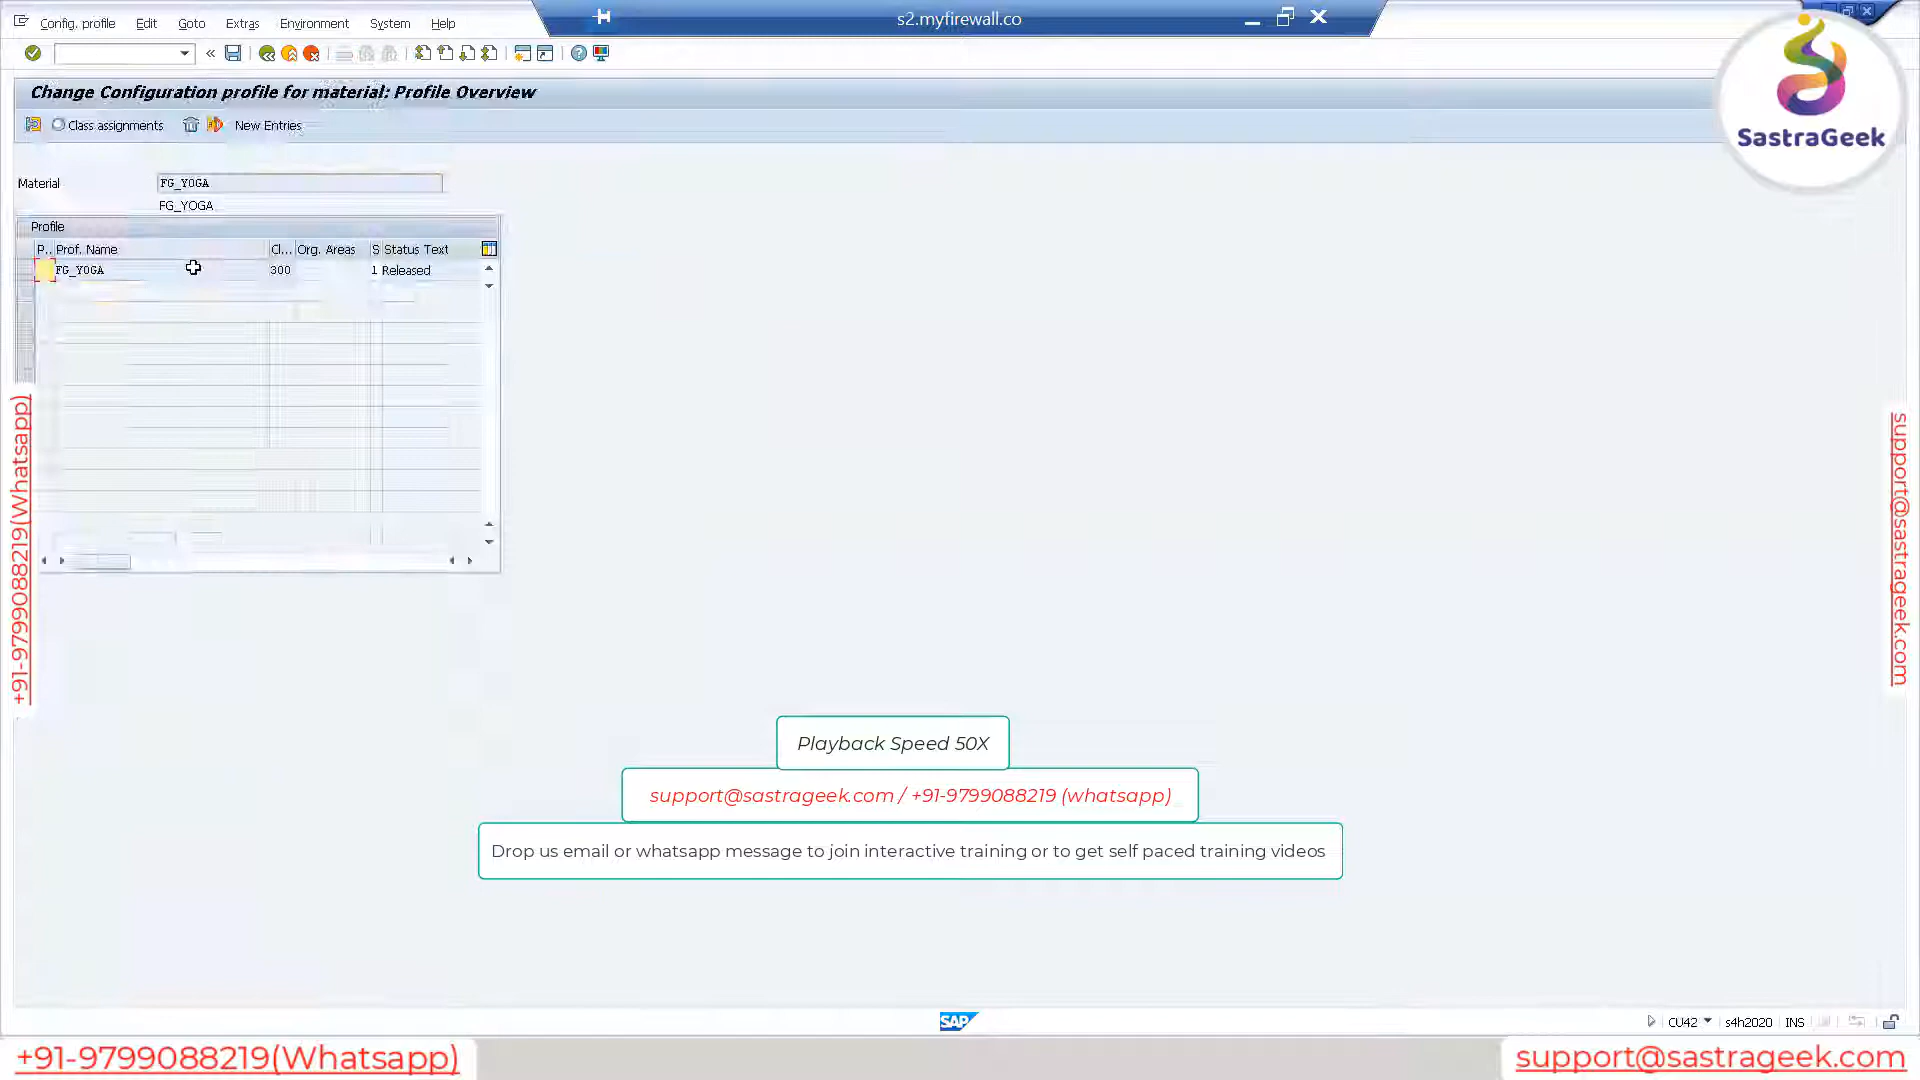 Config. profile Edit Goto Extras Environment System Help
s2.myfirewall.co
Change Configuration profile for material: Profile Overview
Class assignments New Entries
SastraGeek
Material FG_YOGA
FG_YOGA
Profile
P.. Prof. Name Cl... Org. Areas S Status Text
FG_YOGA 300 1 Released
+91-9799088219(Whatsapp)
support@sastrageek.com
Playback Speed 50X
support@sastrageek.com / +91-9799088219 (whatsapp)
Drop us email or whatsapp message to join interactive training or to get self paced training videos
SAP
CU42 s4h2020 INS
+91-9799088219(Whatsapp)
support@sastrageek.com